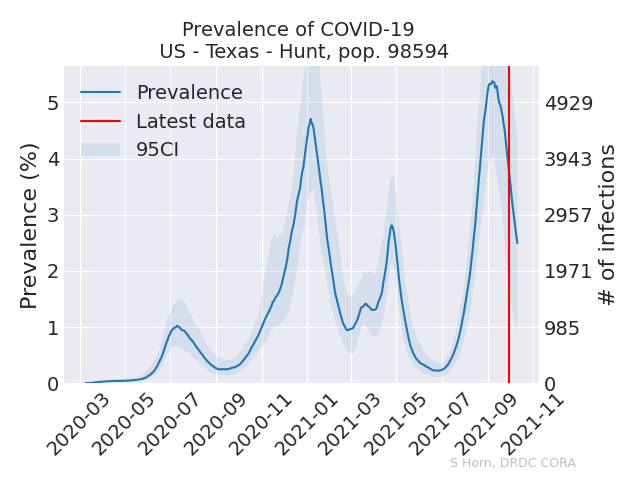 Prevalence of COVID-19
US - Texas - Hunt, pop. 98594
Prevalence
Latest data
95CI
Prevalence (%)
5
4
3
2
1
0
4929
3943
2957
1971
985
0
# of infections
2020-03
2020-05
2020-07
2020-09
2020-11
2021-01
2021-03
2021-05
2021-07
2021-09
2021-11
S Horn, DRDC CORA